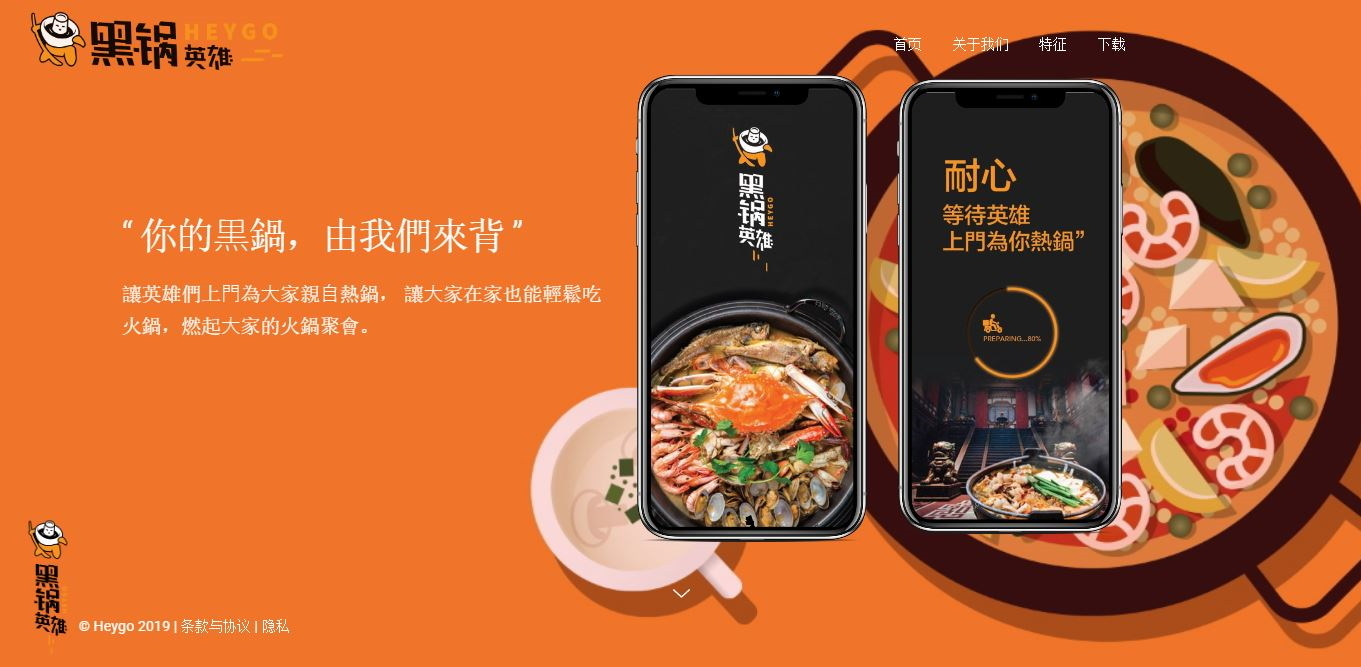 黑锅
英雄
HEYGO
首页 关于我们 特征 下载
“ 你的黒鍋，由我們來背 ”
讓英雄們上門為大家親自熱鍋， 讓大家在家也能輕鬆吃
火鍋，燃起大家的火鍋聚會。
黑锅
英雄
HEYGO
耐心
等待英雄
上門為你熱鍋”
PREPARING...80%
黑锅
英雄
© Heygo 2019 | 条款与协议 | 隐私